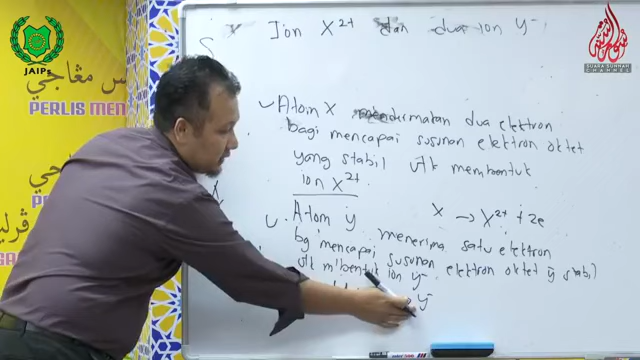 JAIPs
PERLIS MEN
SUARA SUNNAH
CHANNEL
Ion X²⁺ dan dua ion Y⁻
Atom X dermakan dua elektron
bagi mencapai susunan elektron oktet
yang stabil utk membentuk
ion X²⁺.
X → X²⁺ + 2e
Atom y menerima satu elektron
bg mencapai susunan elektron oktet yg stabil
utk m'bentuk ion Y⁻
Y⁻